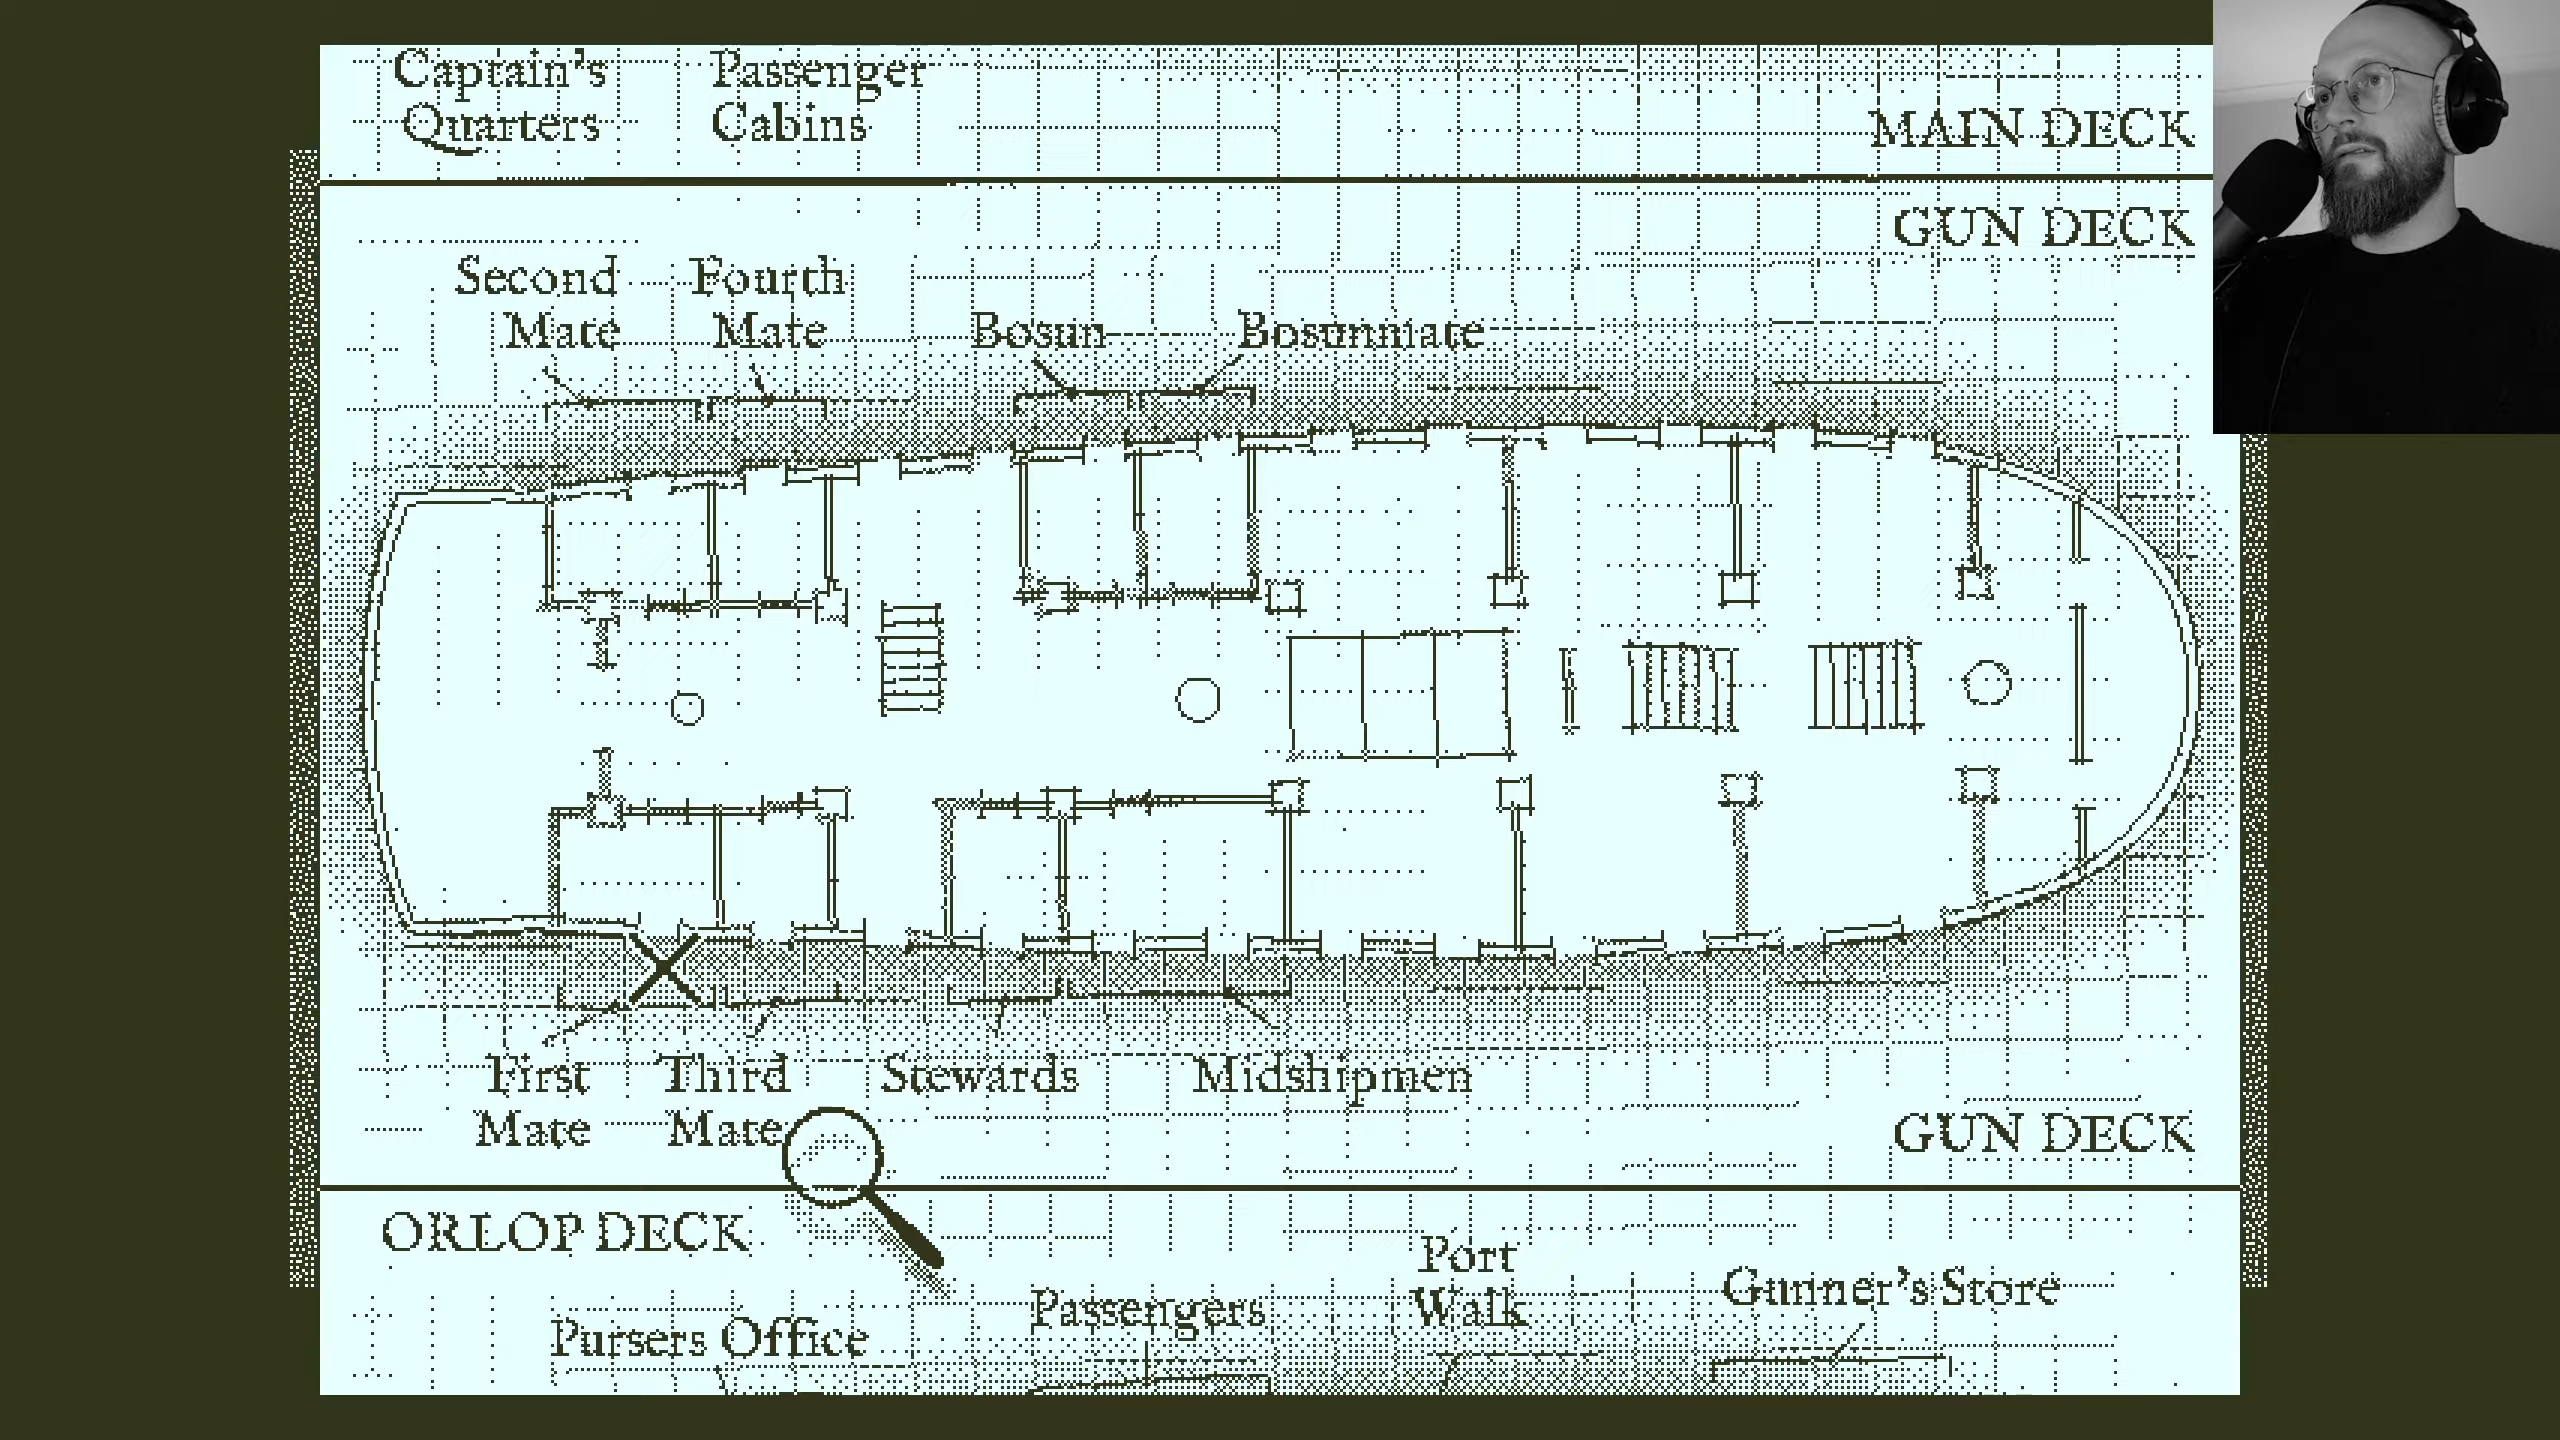 Captain's
Quarters
Passenger
Cabins
MAIN DECK
GUN DECK
Second
Mate
Fourth
Mate
Bosun
Bosunmate
First
Mate
Third
Mate
Stewards
Midshipmen
GUN DECK
ORLOP DECK
Pursers Office
Passengers
Port
Walk
Gunner's Store